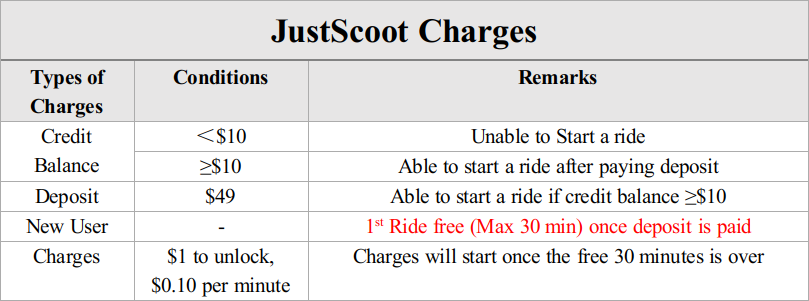 JustScoot Charges
Types of Charges Conditions Remarks
Credit Balance <$10 Unable to Start a ride
≥$10 Able to start a ride after paying deposit
Deposit $49 Able to start a ride if credit balance ≥$10
New User - 1st Ride free (Max 30 min) once deposit is paid
Charges $1 to unlock, Charges will start once the free 30 minutes is over
$0.10 per minute